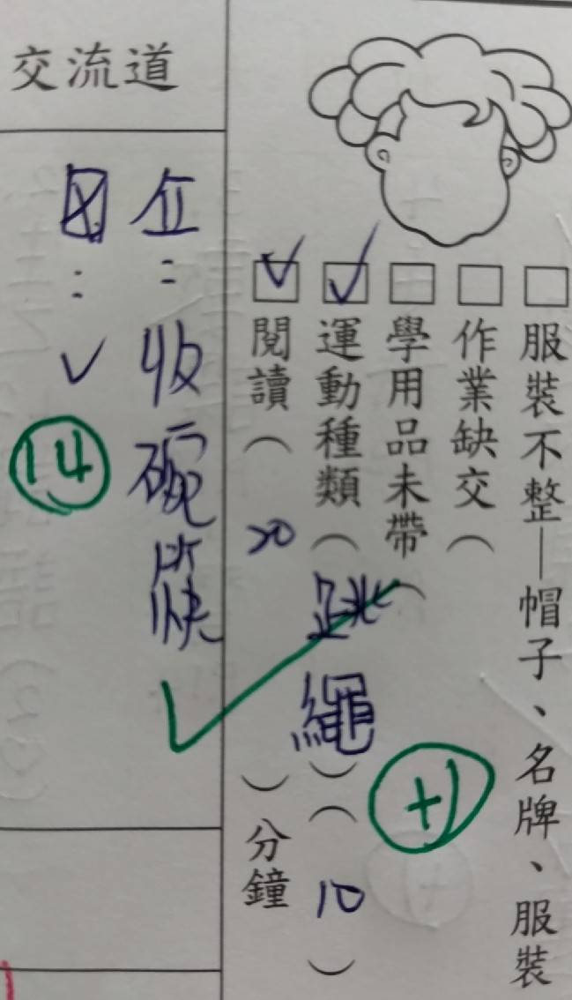 服裝不整—帽子、名牌、服裝
作業缺交（
學用品未帶（
運動種類（跳繩）（10）
閱讀（20）分鐘
+1
交流道
企：收碗筷
：✓
14